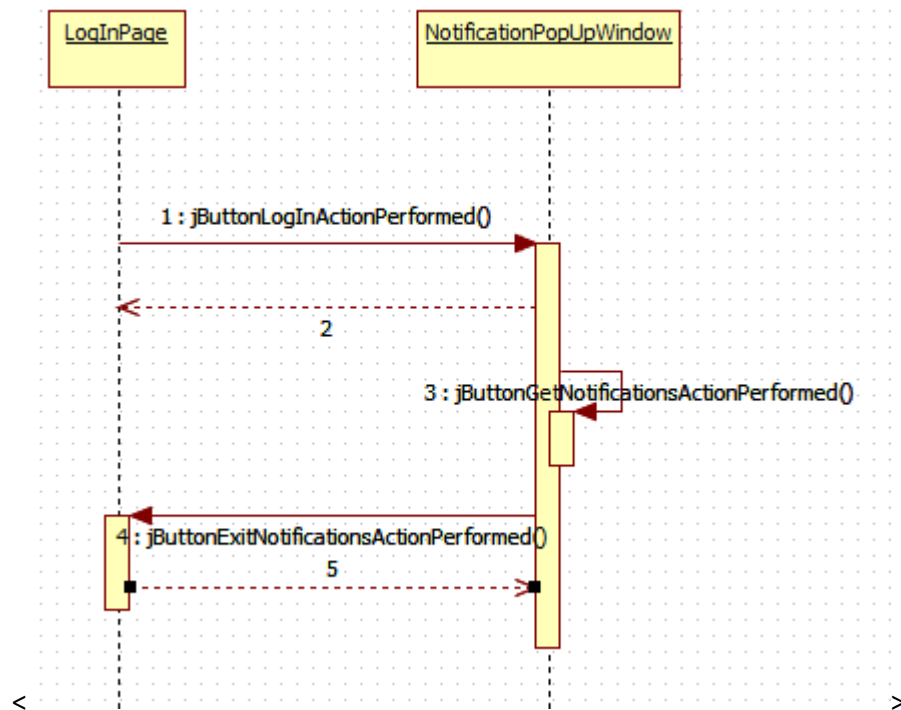 LogInPage
NotificationPopUpWindow
1 : jButtonLogInActionPerformed()
2
3 : jButtonGetNotificationsActionPerformed()
4 : jButtonExitNotificationsActionPerformed()
5
< >